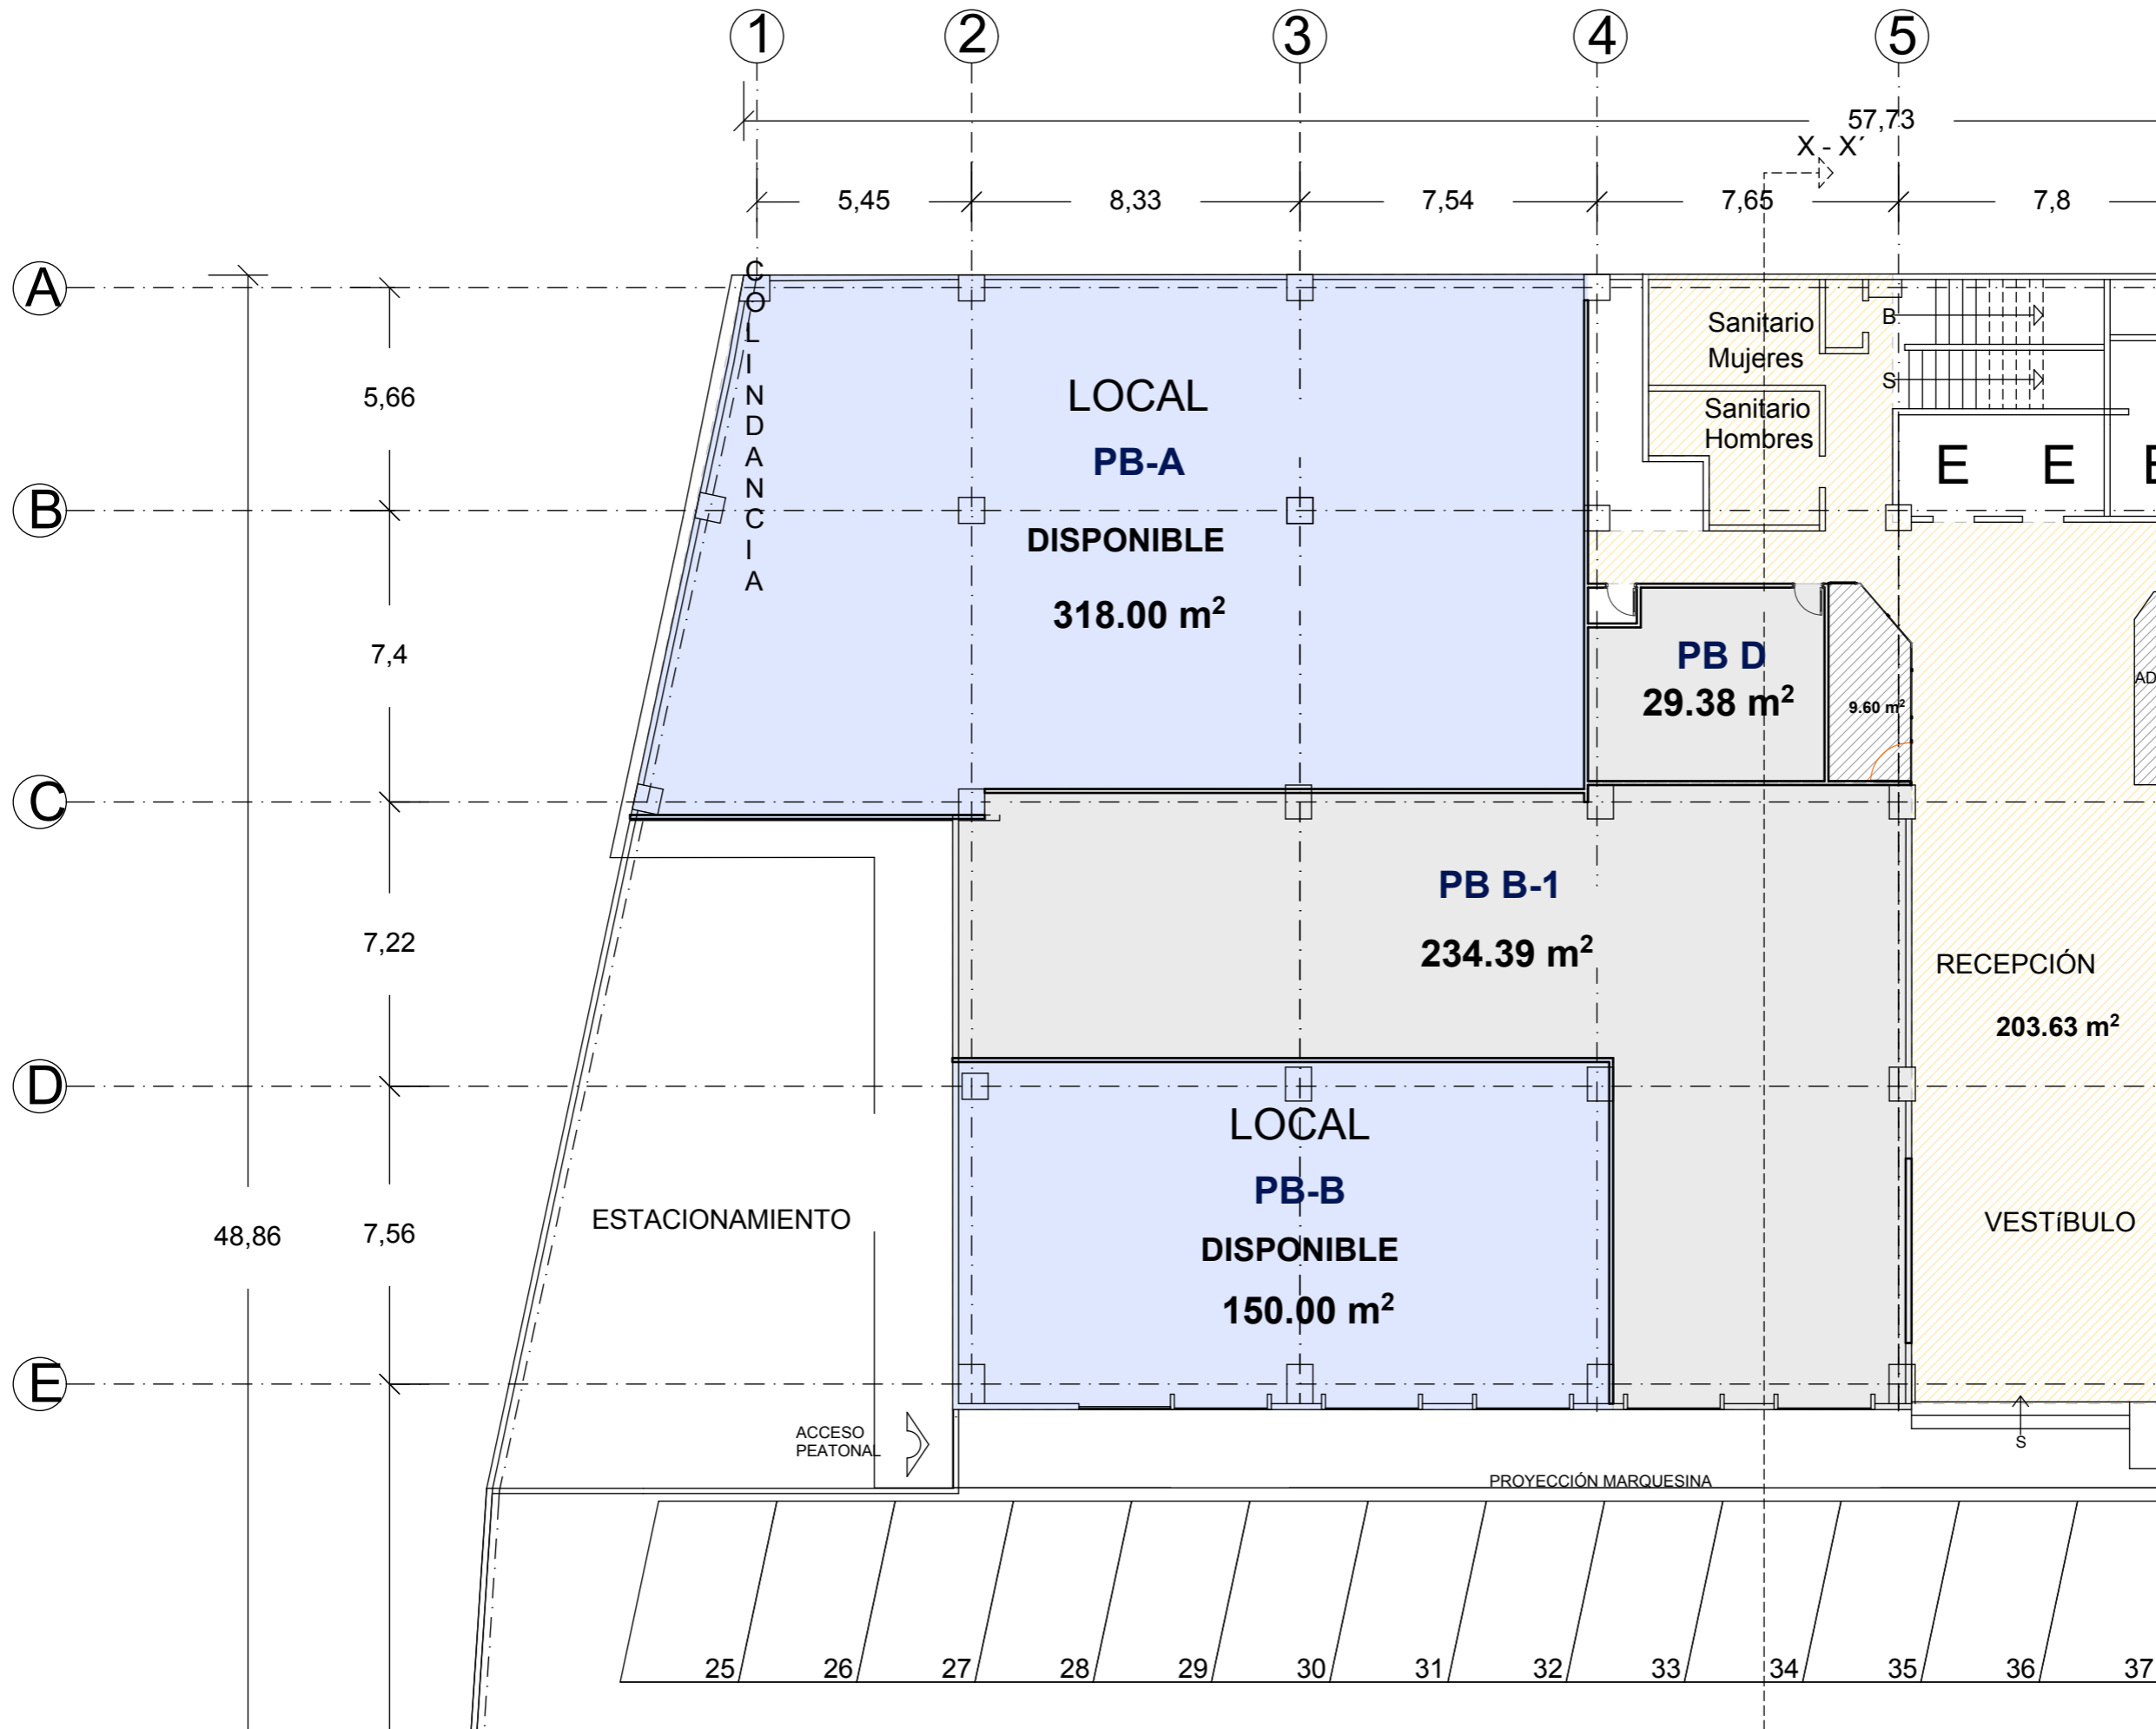 1 2 3 4 5
57,73
X - X´
5,45 8,33 7,54 7,65 7,8
A
COLINDANCIA
B
S
Sanitario
Mujeres
Sanitario
Hombres
5,66
LOCAL
PB-A
DISPONIBLE
318.00 m²
E E
B
7,4
PB D
29.38 m²
9.60 m²
AD
C
7,22
PB B-1
234.39 m²
RECEPCIÓN
203.63 m²
D
LOCAL
PB-B
DISPONIBLE
150.00 m²
ESTACIONAMIENTO
VESTíBULO
48,86 7,56
E
ACCESO
PEATONAL
S
PROYECCIÓN MARQUESINA
25 26 27 28 29 30 31 32 33 34 35 36 37